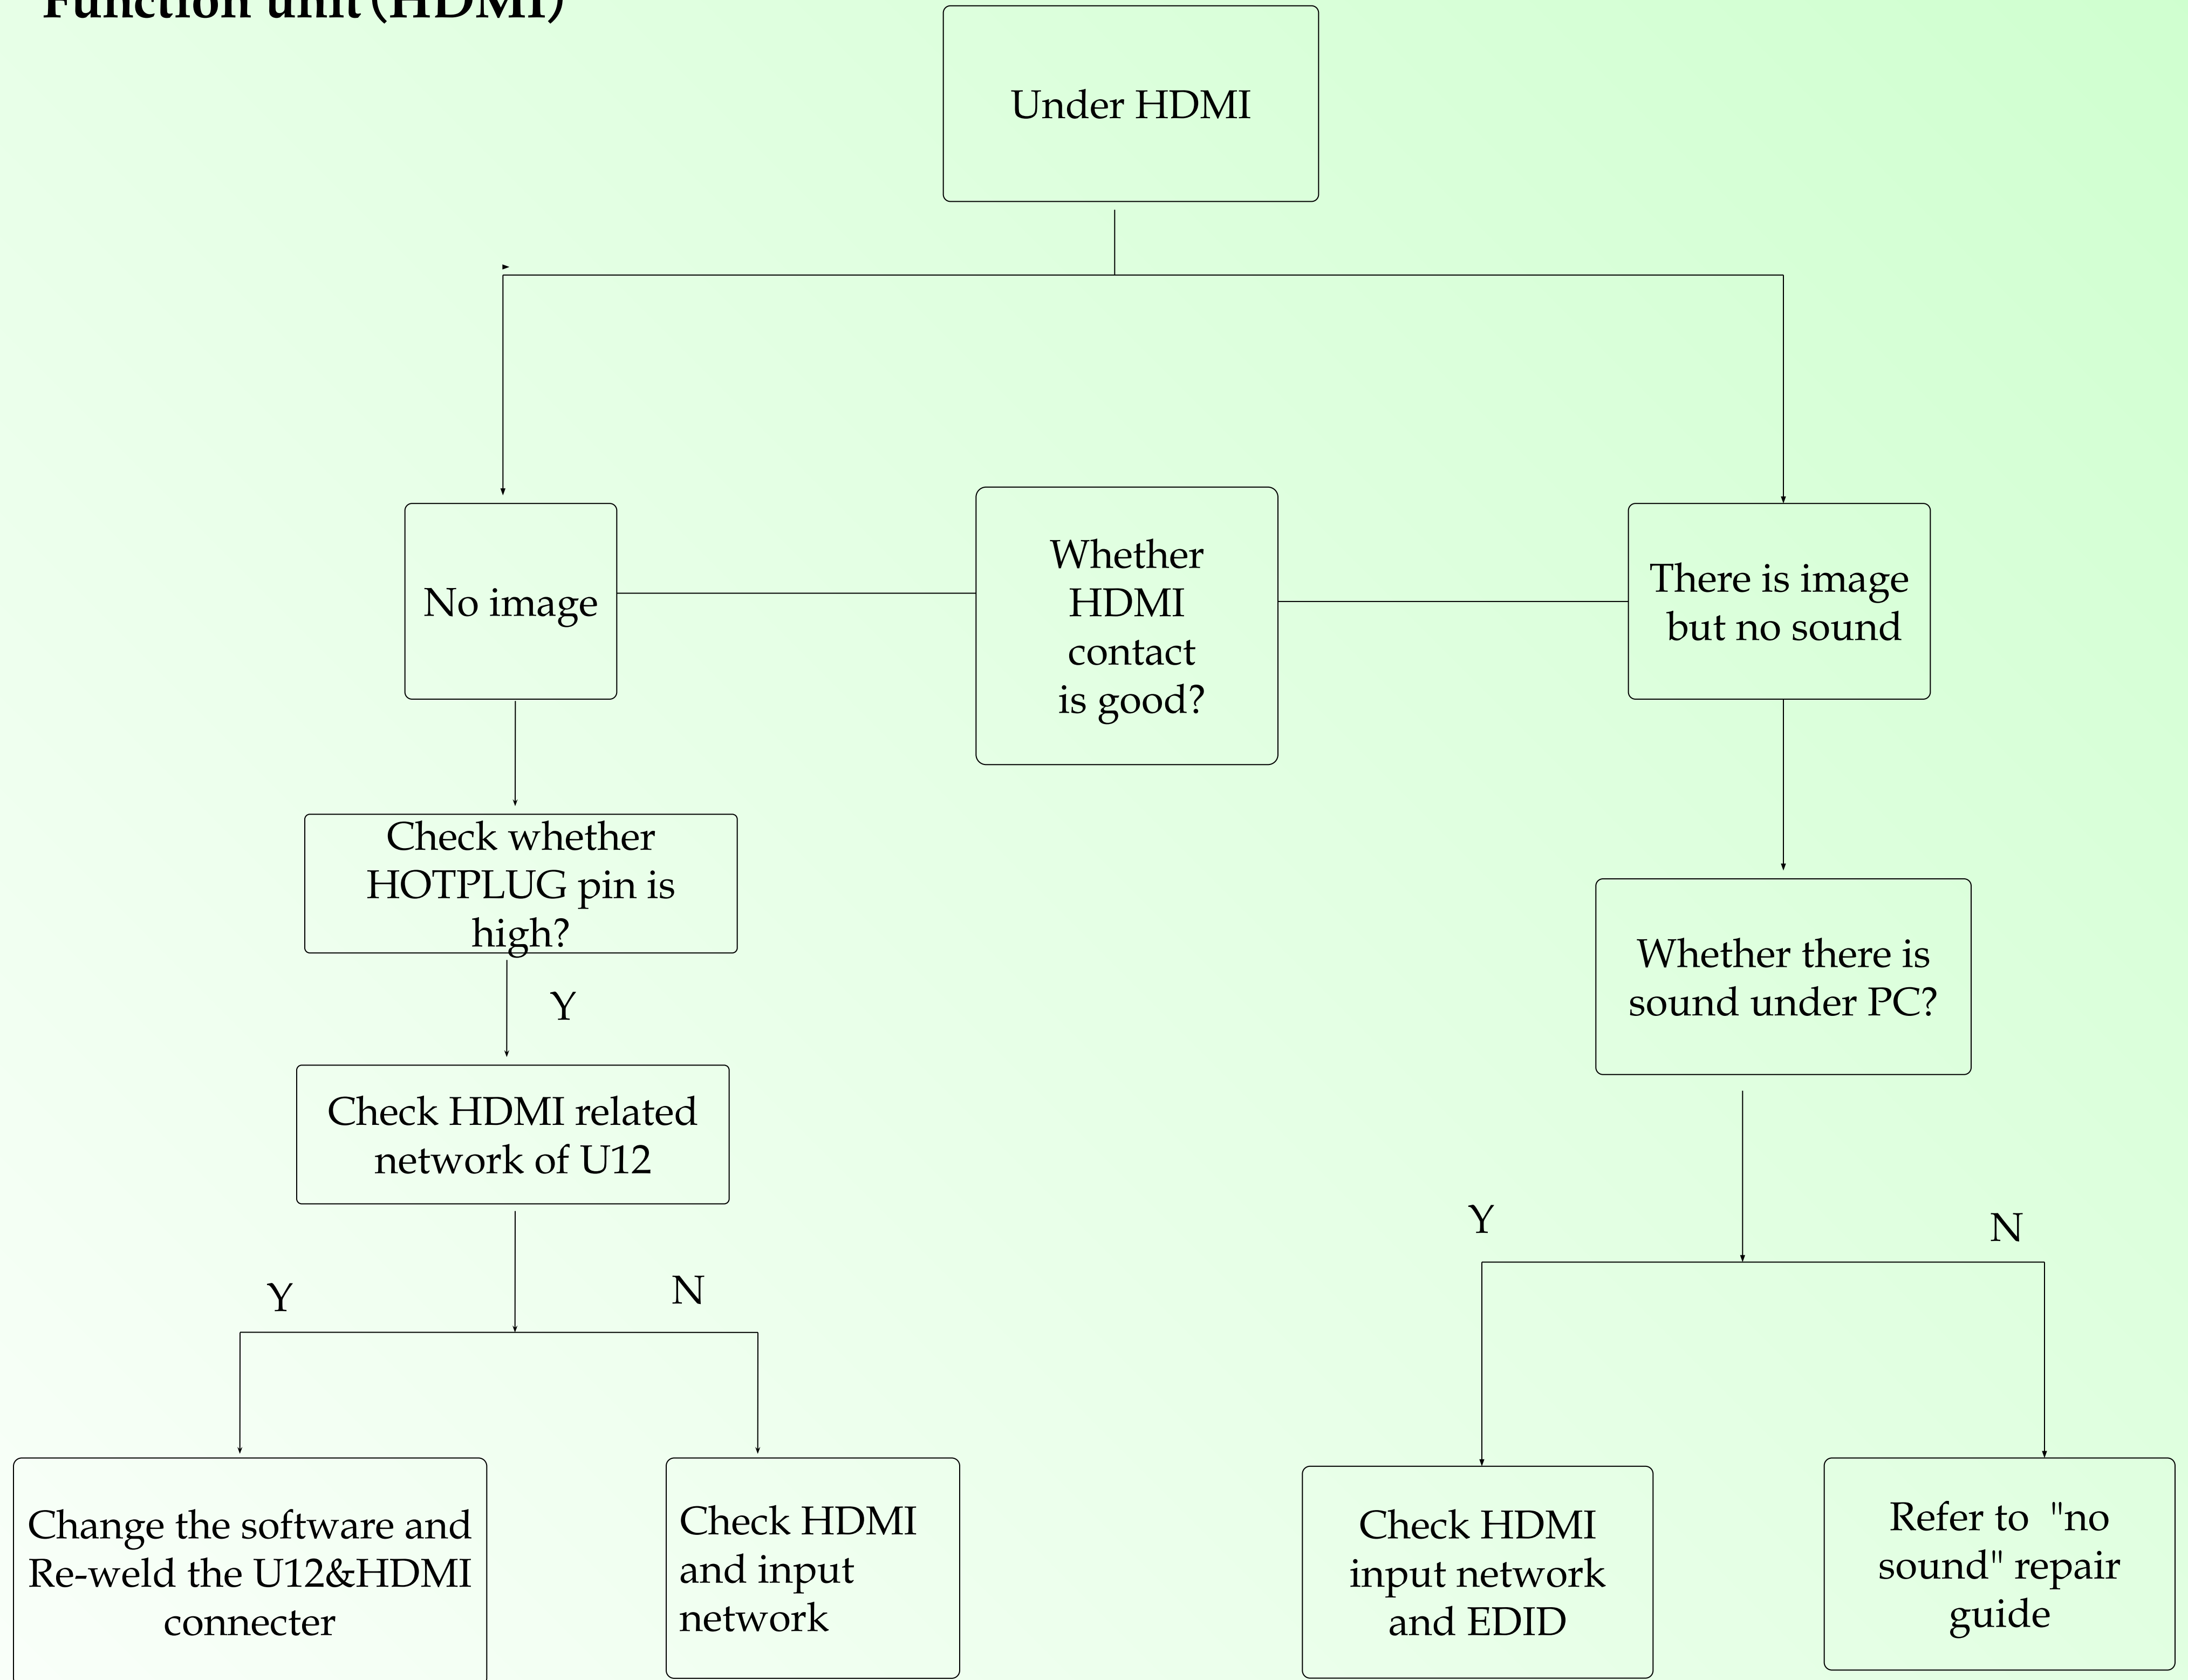 Function unit (HDMI)
Under HDMI
No image
Whether
HDMI
contact
is good?
There is image
but no sound
Check whether
HOTPLUG pin is
high?
Whether there is
sound under PC?
Y
Check HDMI related
network of U12
Y
N
Y
N
Change the software and
Re-weld the U12&HDMI
connecter
Check HDMI
and input
network
Check HDMI
input network
and EDID
Refer to  "no
sound" repair
guide